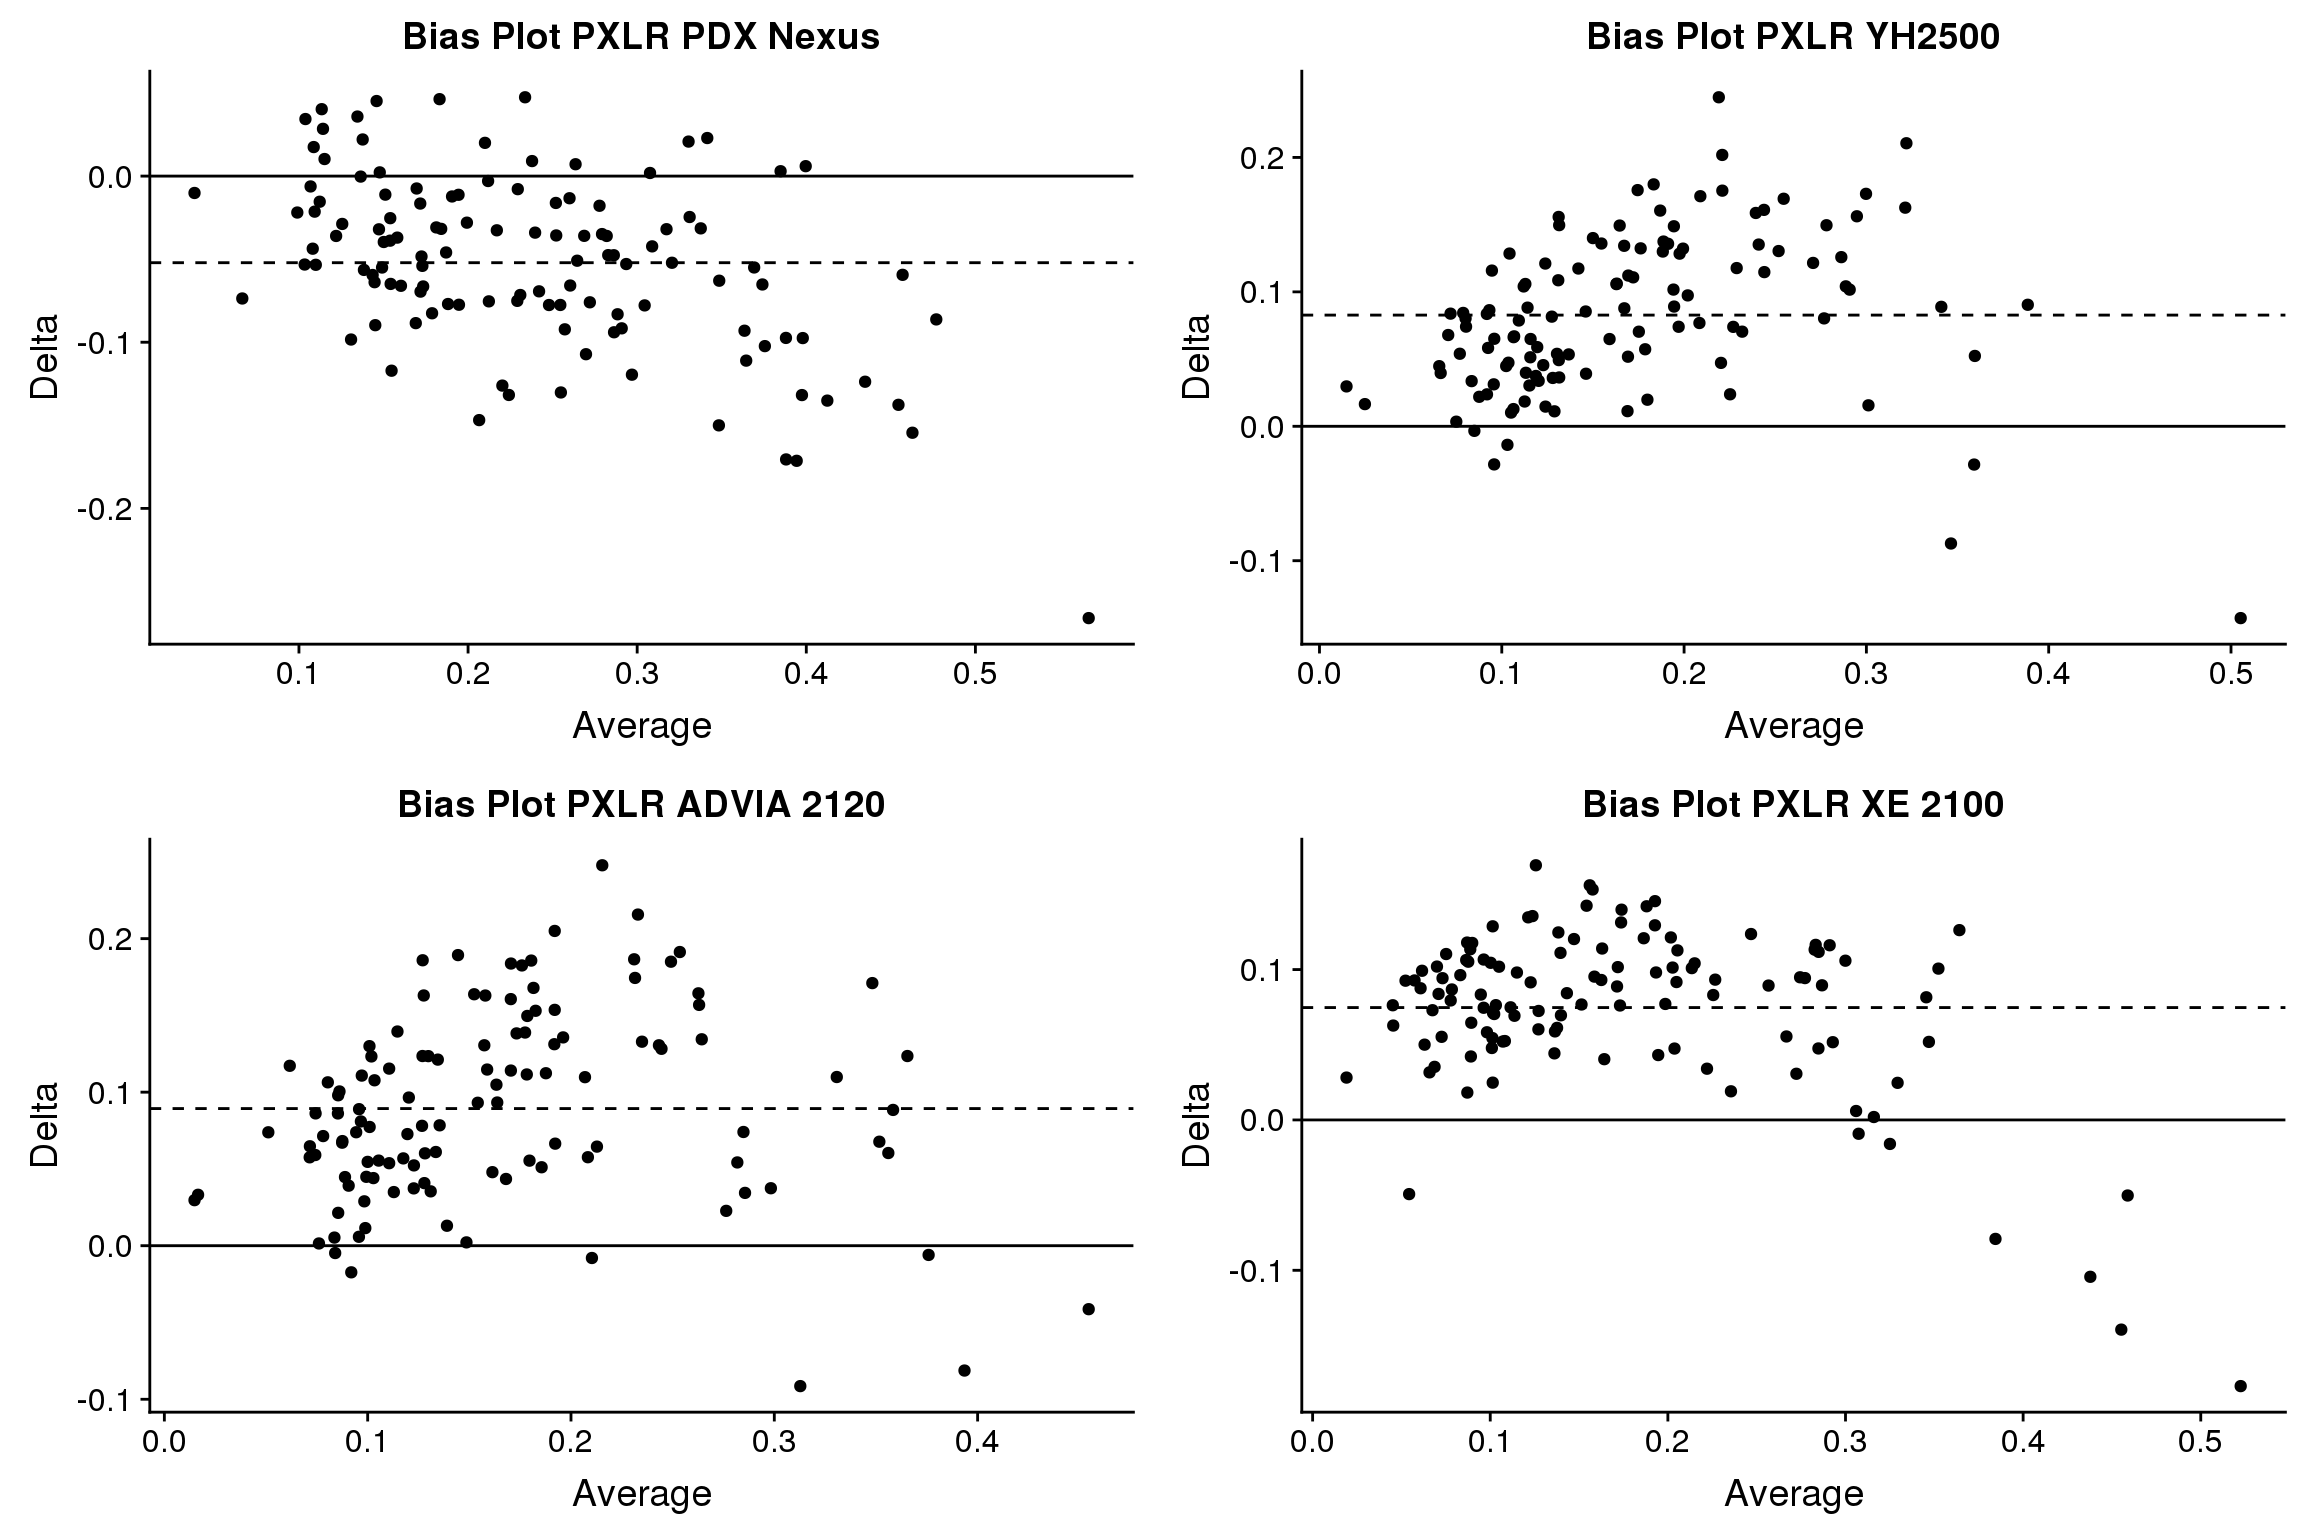 Bias Plot PXLR PDX Nexus
0.0
-0.1
-0.2
Delta
0.1 0.2 0.3 0.4 0.5
Average
Bias Plot PXLR YH2500
0.2
0.1
0.0
-0.1
Delta
0.0 0.1 0.2 0.3 0.4 0.5
Average
Bias Plot PXLR ADVIA 2120
0.2
0.1
0.0
-0.1
Delta
0.0 0.1 0.2 0.3 0.4
Average
Bias Plot PXLR XE 2100
0.1
0.0
-0.1
Delta
0.0 0.1 0.2 0.3 0.4 0.5
Average